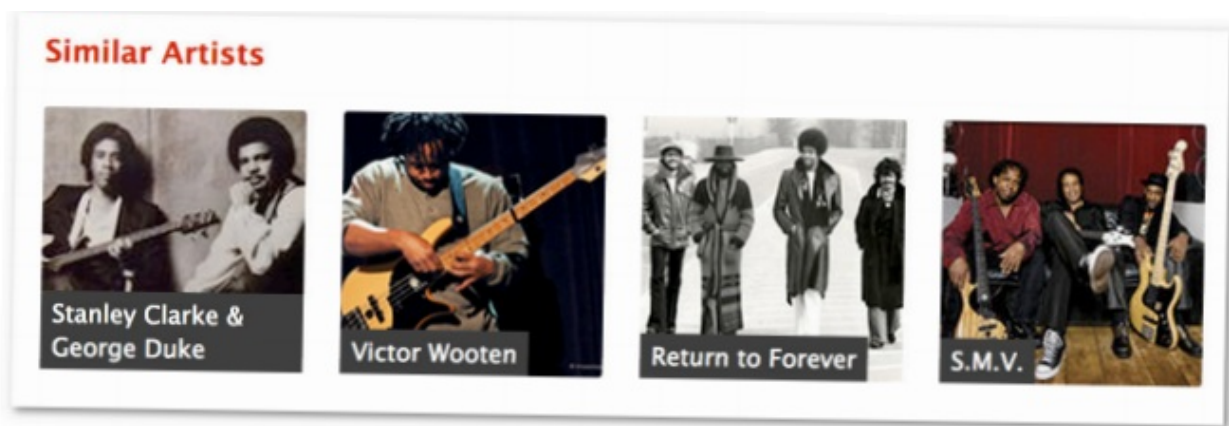 Similar Artists
Stanley Clarke &
George Duke
Victor Wooten
Return to Forever
S.M.V.